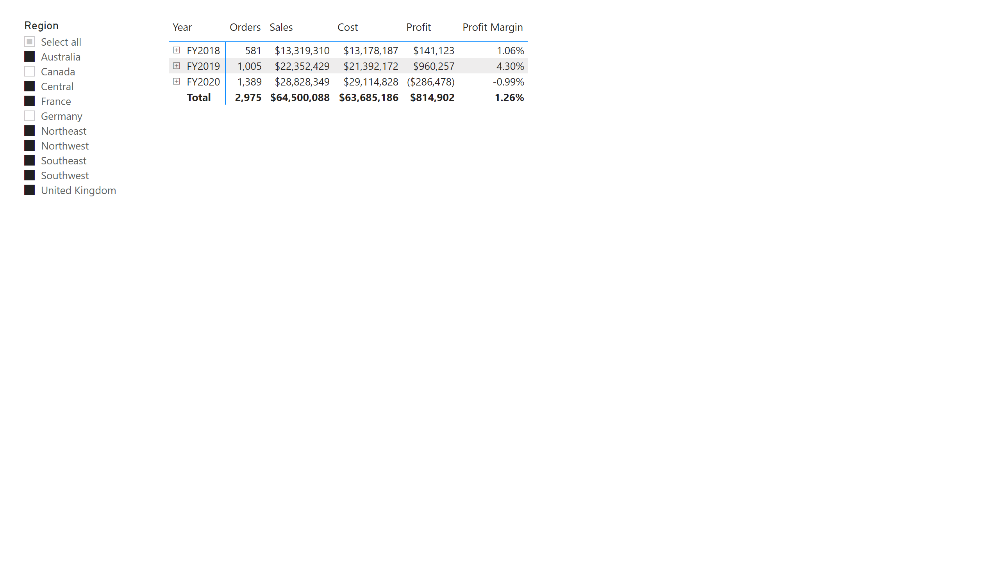 Region
Select all
Australia
Canada
Central
France
Germany
Northeast
Northwest
Southeast
Southwest
United Kingdom
Year Orders Sales Cost Profit Profit Margin
FY2018 581 $13,319,310 $13,178,187 $141,123 1.06%
FY2019 1,005 $22,352,429 $21,392,172 $960,257 4.30%
FY2020 1,389 $28,828,349 $29,114,828 ($286,478) -0.99%
Total 2,975 $64,500,088 $63,685,186 $814,902 1.26%